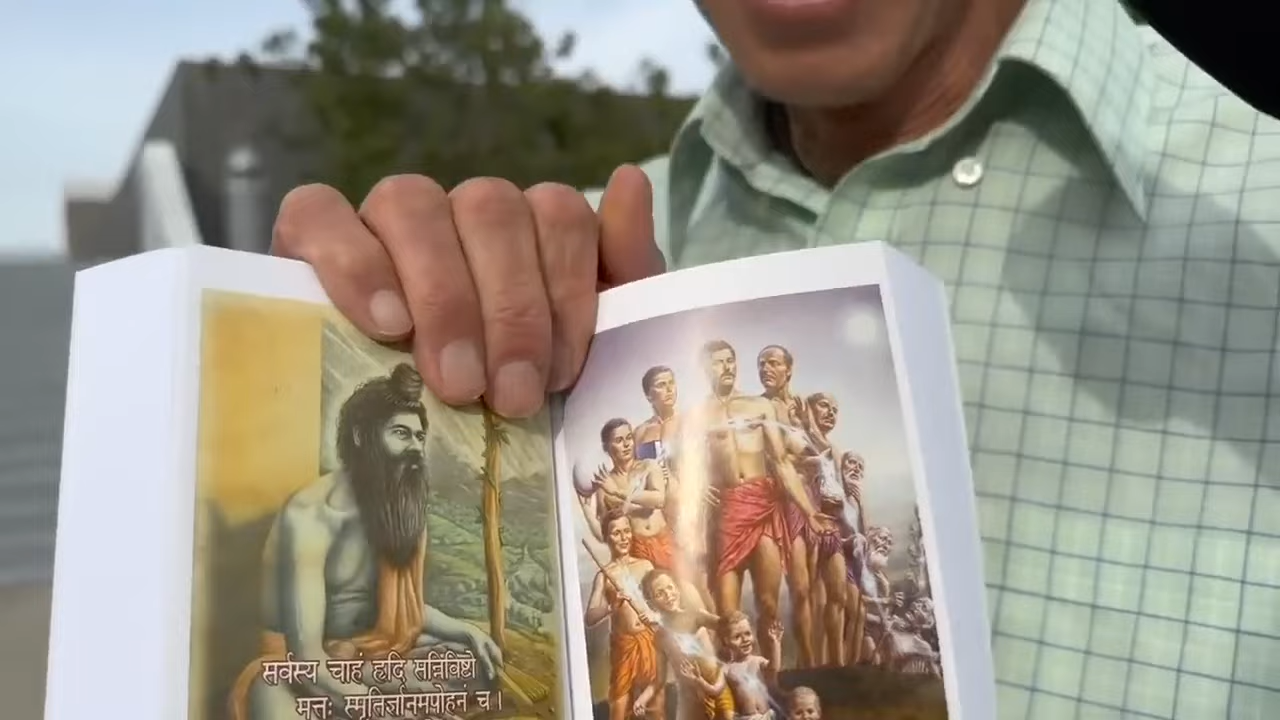 सर्वस्य चाहं हृदि सन्निविष्टो
मत्तः स्मृतिर्ज्ञानमपोहनं च।